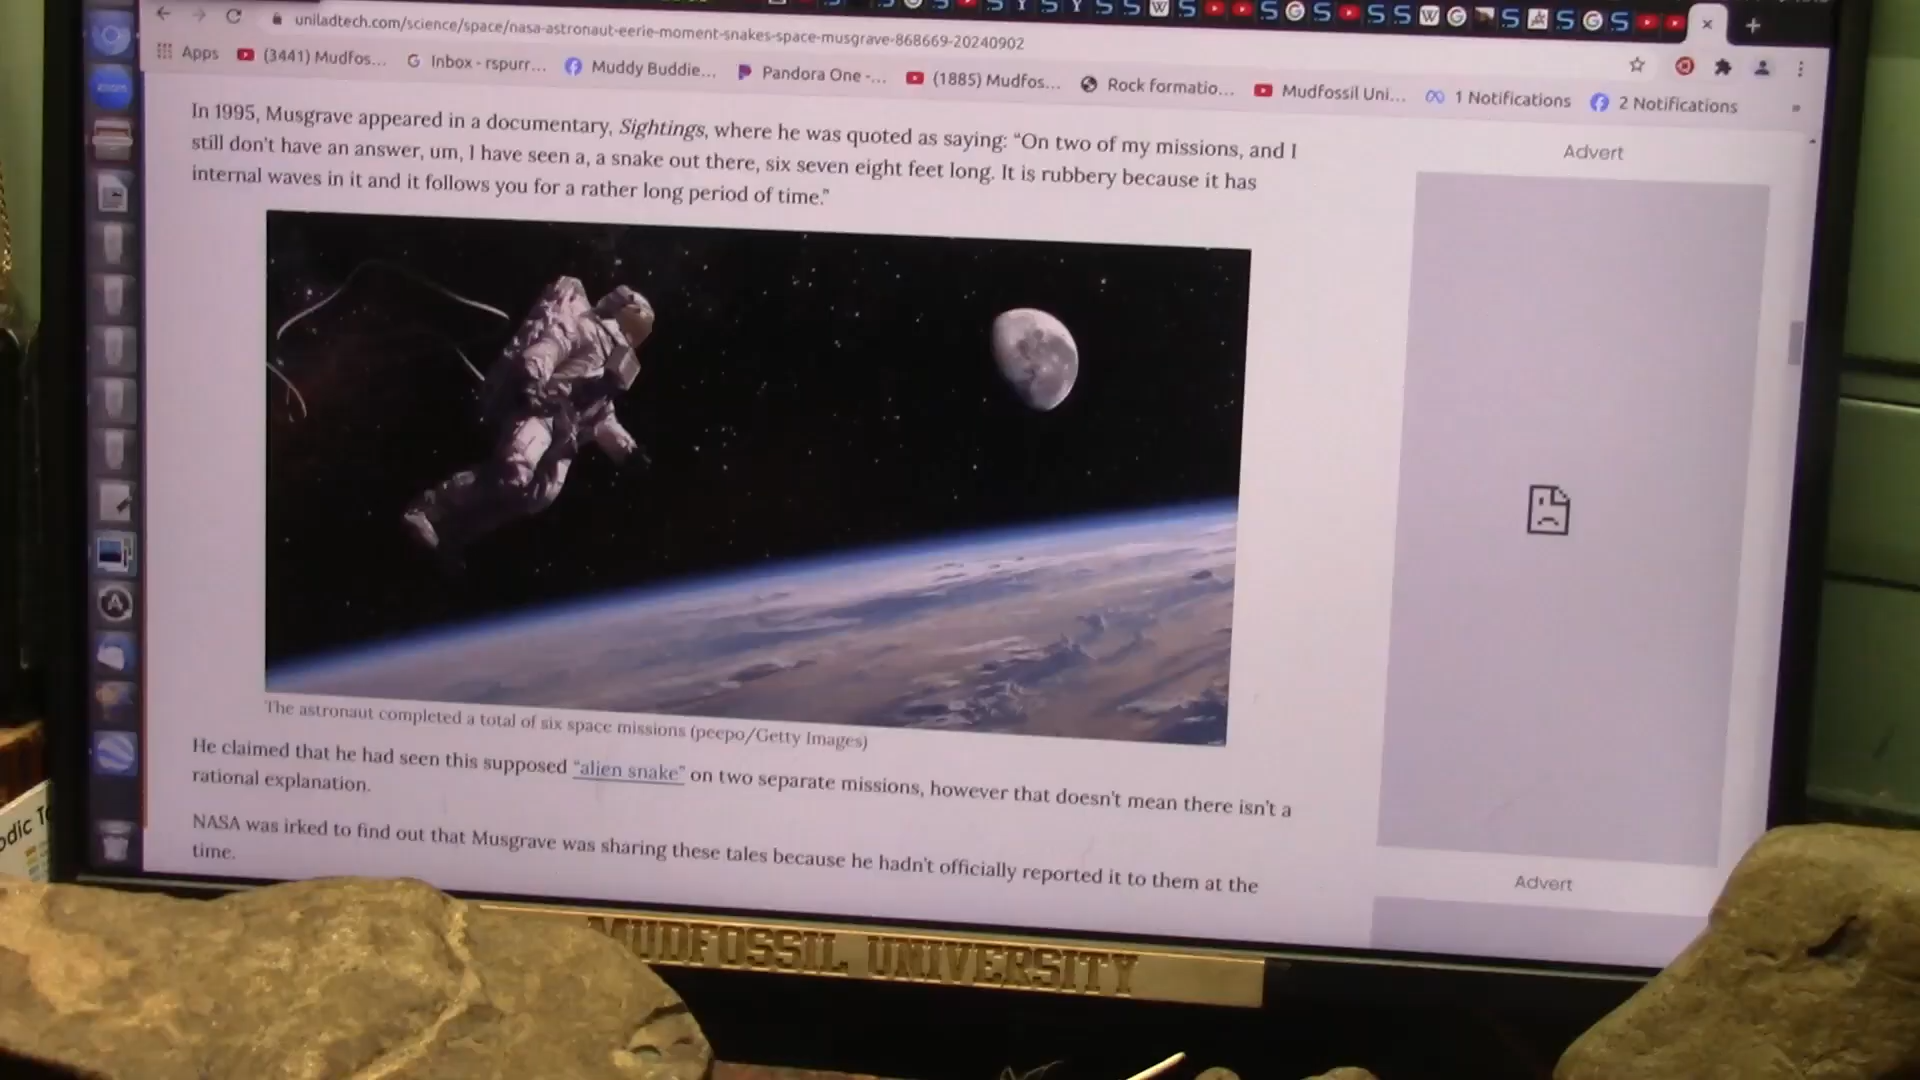 uniladtech.com/science/space/nasa-astronaut-eerie-moment-snakes-space-musgrave-868669-20240902
Apps (3441) Mudfos... Inbox - rspurr... Muddy Buddie... Pandora One -... (1885) Mudfos... Rock formatio... Mudfossil Uni... 1 Notifications 2 Notifications »
In 1995, Musgrave appeared in a documentary, Sightings, where he was quoted as saying: “On two of my missions, and I
still don't have an answer, um, I have seen a, a snake out there, six seven eight feet long. It is rubbery because it has
internal waves in it and it follows you for a rather long period of time.”
Advert
The astronaut completed a total of six space missions (peepo/Getty Images)
He claimed that he had seen this supposed “alien snake” on two separate missions, however that doesn't mean there isn't a
rational explanation.
NASA was irked to find out that Musgrave was sharing these tales because he hadn't officially reported it to them at the
time.
Advert
zoom
MUDFOSSIL UNIVERSITY